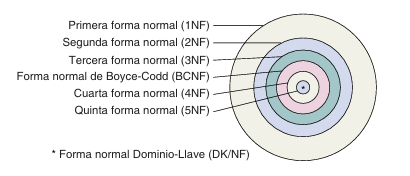 Primera forma normal (1NF)
Segunda forma normal (2NF)
Tercera forma normal (3NF)
Forma normal de Boyce-Codd (BCNF)
Cuarta forma normal (4NF)
Quinta forma normal (5NF)
*
* Forma normal Dominio-Llave (DK/NF)